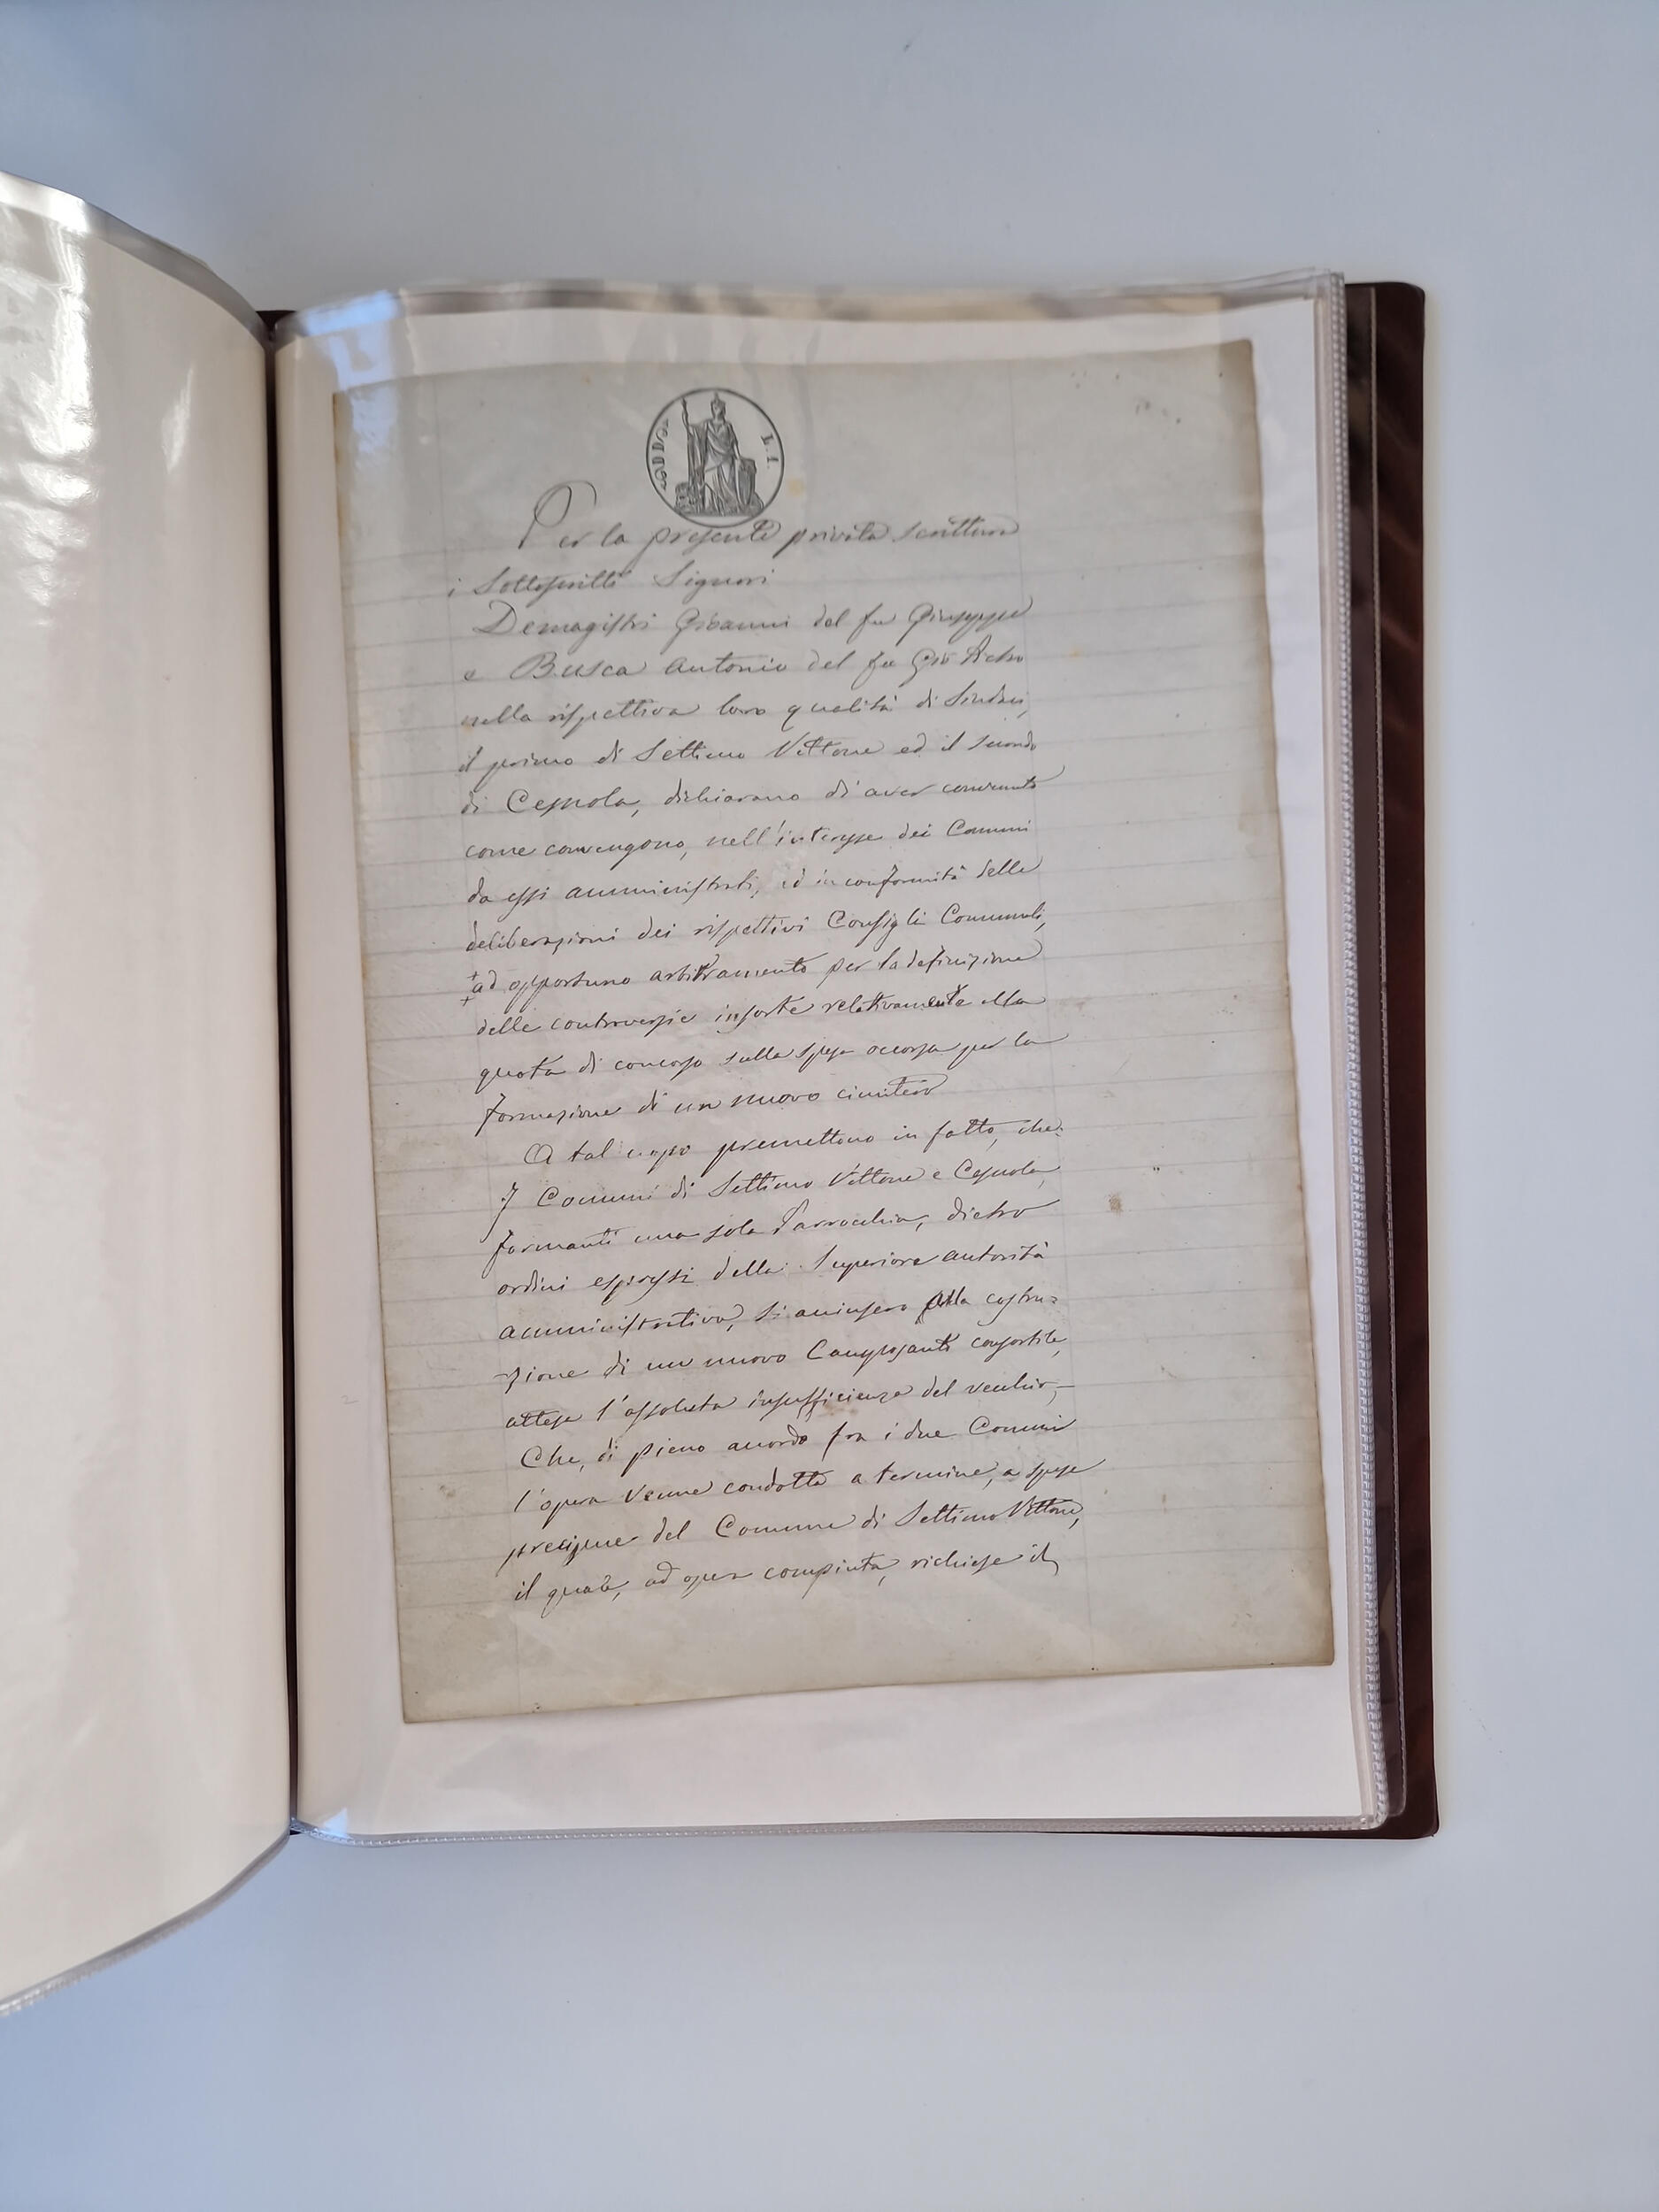 L. 1.
Per la presente privata scrittura
i Sottoscritti Signori
Demagistri Giovanni del fu Giuseppe
e Busca Antonio del fu Gio Pietro
nella rispettiva loro qualità di Sindaci,
il primo di Settimo Vittone ed il secondo
di Cesnola, dichiarano di aver convenuto
come convengono, nell'interesse dei Comuni
da essi amministrati, ed in conformità delle
deliberazioni dei rispettivi Consigli Communali,
ad opportuno arbitramento per la definizione
delle controversie insorte relativamente alla
quota di concorso sulla spesa occorsa per la
formazione di un nuovo cimitero
A tal uopo premettono in fatto, che:
I Comuni di Settimo Vittone e Cesnola,
formanti una sola Parrocchia, dietro
ordini espressi della Superiore autorità
amministrativa, si accinsero alla costru=
zione di un nuovo Camposanto consortile,
attesa l'assoluta insufficienza del vecchio,—
Che, di pieno accordo fra i due Comuni
l'opera venne condotta a termine, a spese
precipue del Comune di Settimo Vittone,
il quale, ad opera compiuta, richiese il